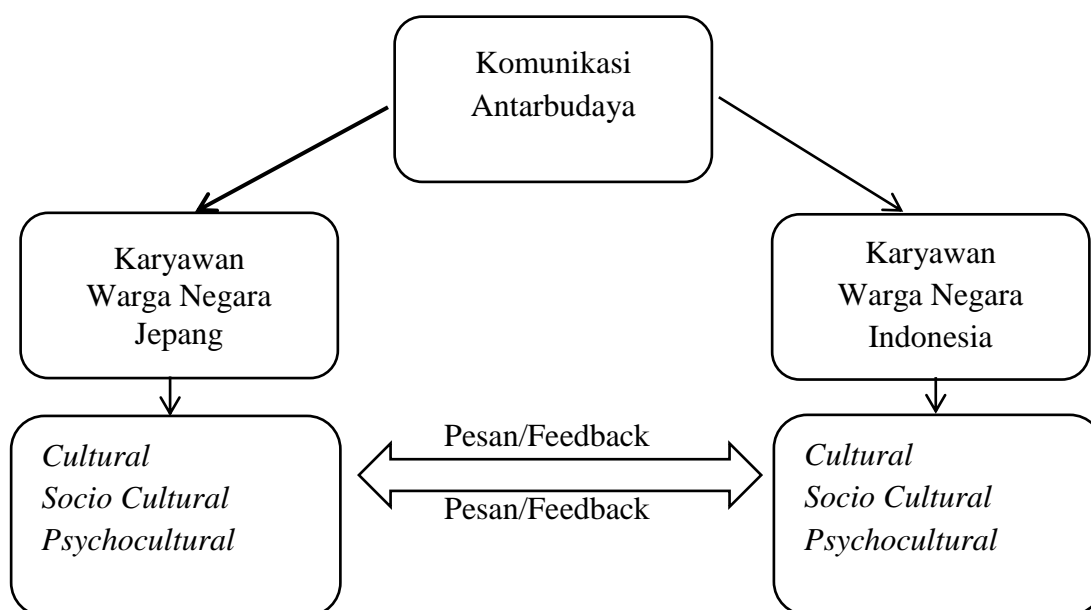 Komunikasi
Antarbudaya
Karyawan
Warga Negara
Jepang
Karyawan
Warga Negara
Indonesia
Cultural
Socio Cultural
Psychocultural
Pesan/Feedback
Pesan/Feedback
Cultural
Socio Cultural
Psychocultural